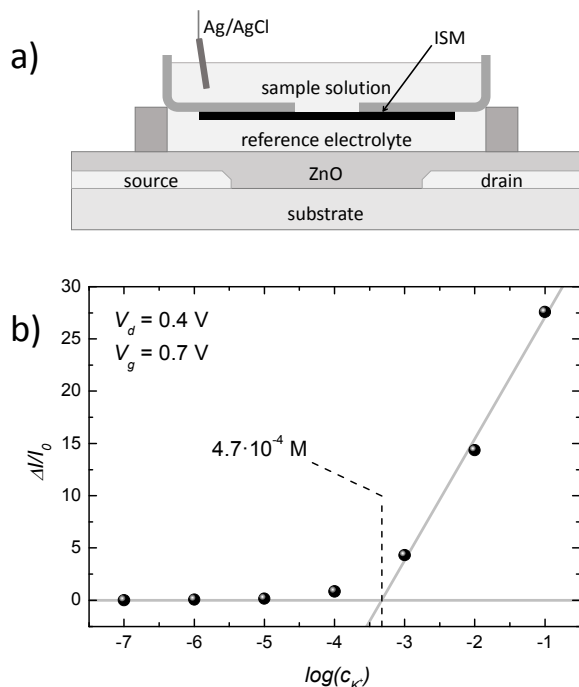 a)
Ag/AgCl
ISM
sample solution
reference electrolyte
source
ZnO
drain
substrate
b)
V_d = 0.4 V
V_g = 0.7 V
4.7·10⁻⁴ M
ΔI/I₀
30
25
20
15
10
5
0
-7 -6 -5 -4 -3 -2 -1
log(c_K⁺)